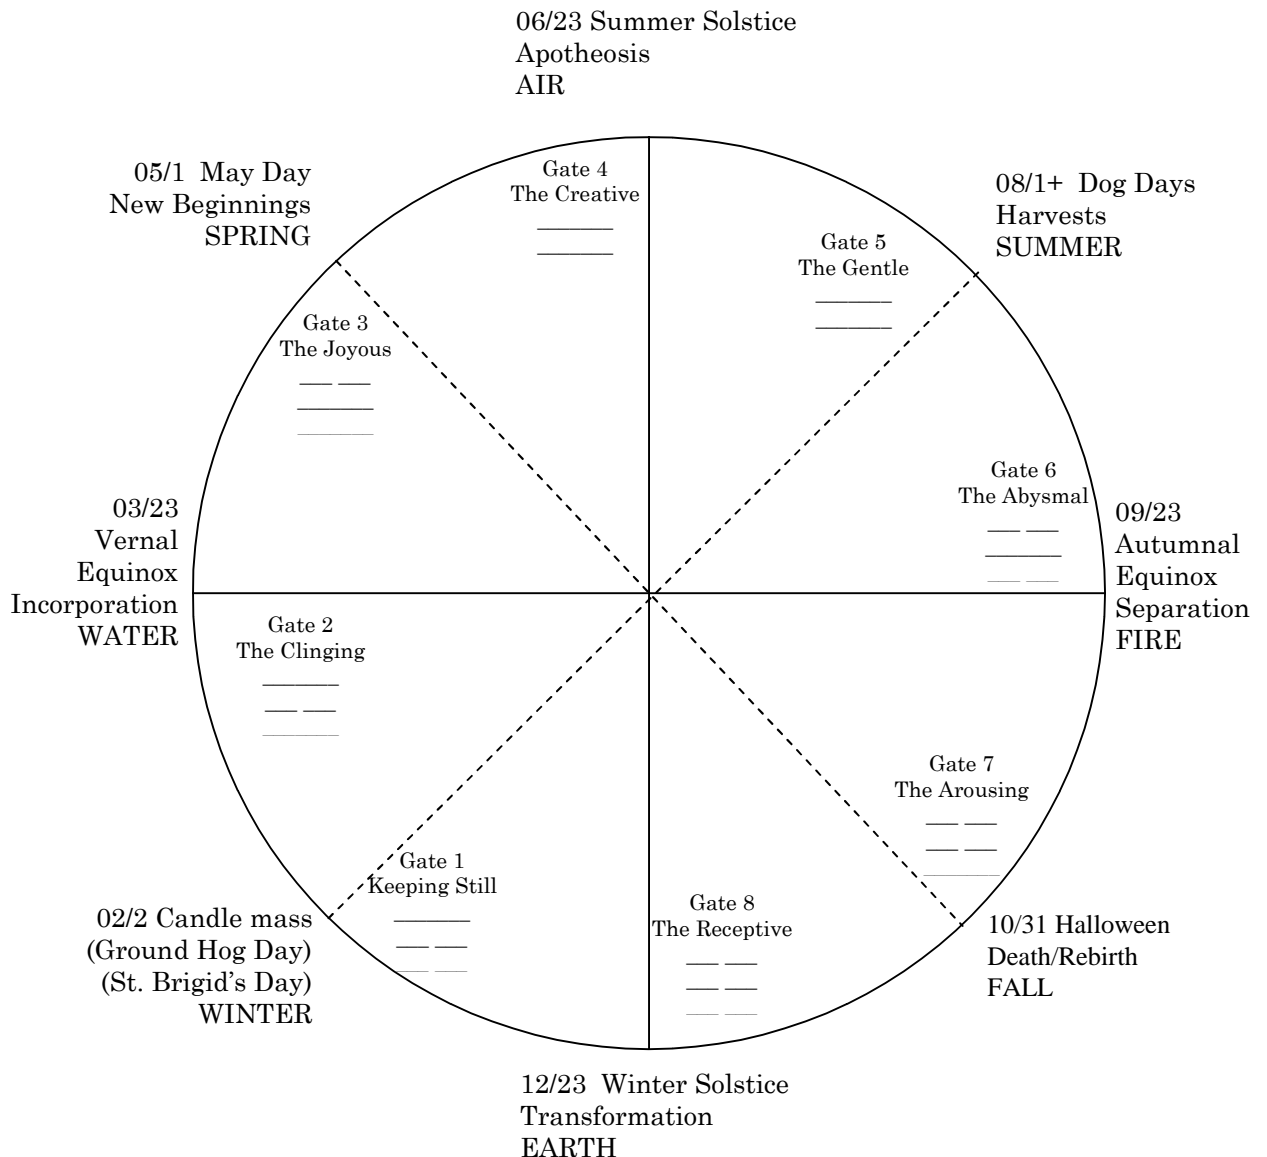 06/23 Summer Solstice
Apotheosis
AIR
05/1  May Day
New Beginnings
SPRING
Gate 4
The Creative
08/1+  Dog Days
Harvests
SUMMER
Gate 5
The Gentle
Gate 3
The Joyous
Gate 6
The Abysmal
03/23
Vernal
Equinox
Incorporation
WATER
09/23
Autumnal
Equinox
Separation
FIRE
Gate 2
The Clinging
Gate 7
The Arousing
Gate 1
Keeping Still
Gate 8
The Receptive
02/2 Candle mass
(Ground Hog Day)
(St. Brigid’s Day)
WINTER
10/31 Halloween
Death/Rebirth
FALL
12/23  Winter Solstice
Transformation
EARTH